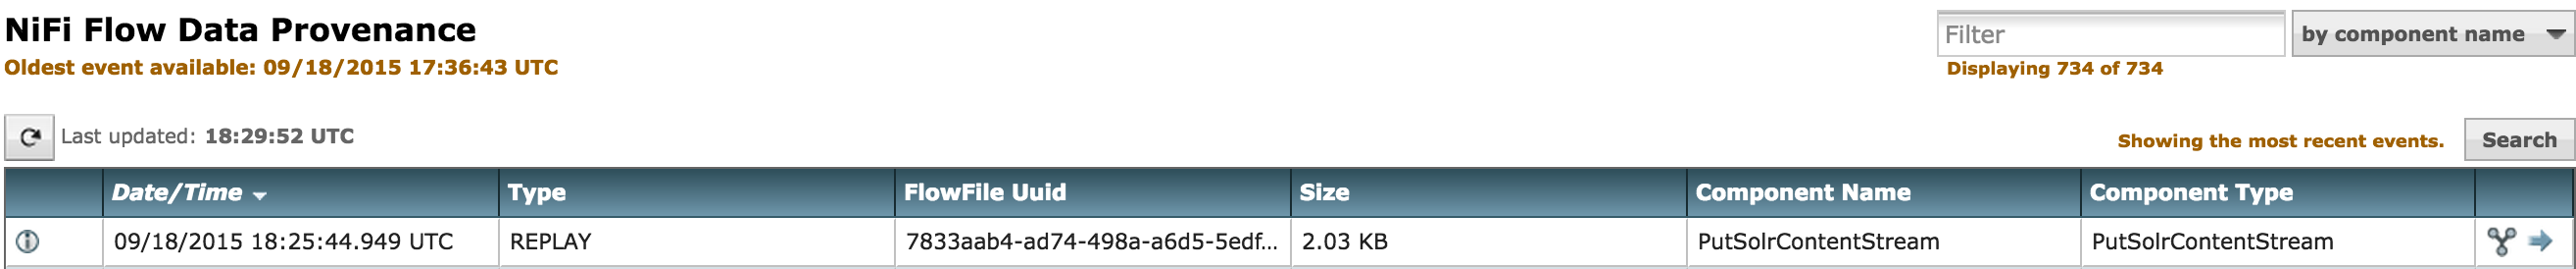 NiFi Flow Data Provenance
Oldest event available: 09/18/2015 17:36:43 UTC
Filter
by component name
Displaying 734 of 734
Last updated: 18:29:52 UTC
Showing the most recent events.
Search
Date/Time Type FlowFile Uuid Size Component Name Component Type
09/18/2015 18:25:44.949 UTC REPLAY 7833aab4-ad74-498a-a6d5-5edf... 2.03 KB PutSolrContentStream PutSolrContentStream